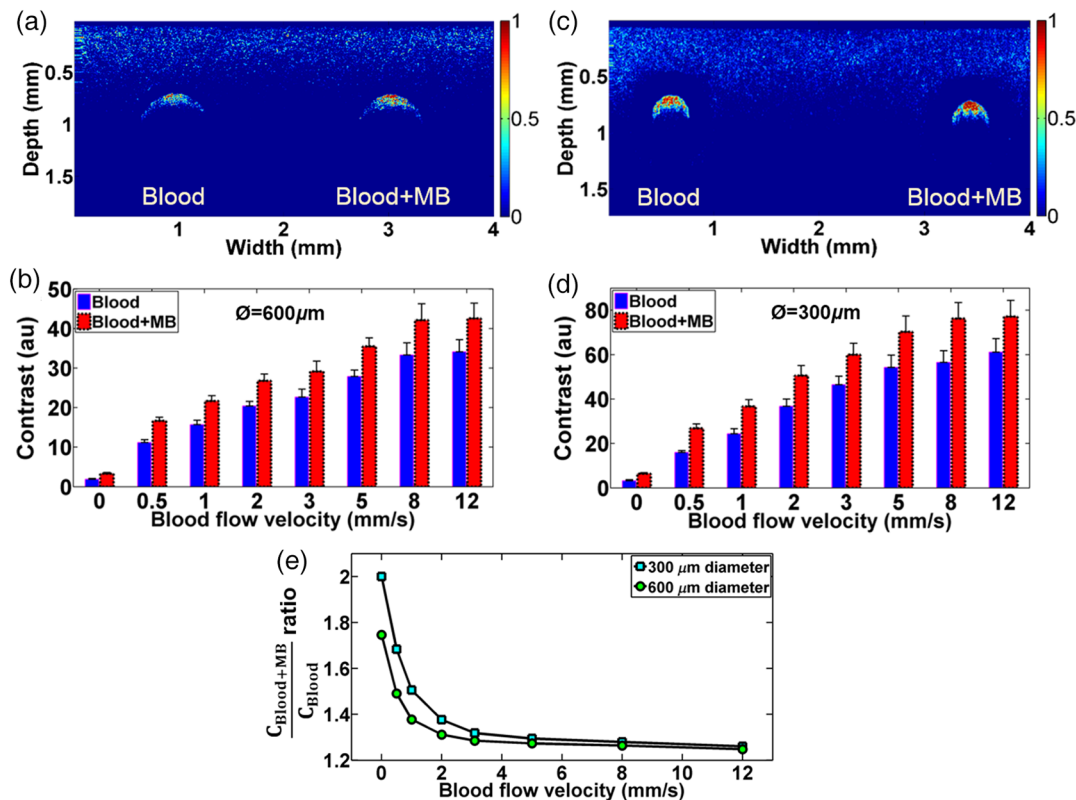 (a)
1
0.5
0
Depth (mm)
0.5
1
1.5
Blood
Blood+MB
1 2 3 4
Width (mm)
(c)
1
0.5
0
Depth (mm)
0.5
1
1.5
Blood
Blood+MB
1 2 3 4
Width (mm)
(b)
Contrast (au)
50
40
30
20
10
0
Blood
Blood+MB
Ø=600µm
0 0.5 1 2 3 5 8 12
Blood flow velocity (mm/s)
(d)
Contrast (au)
80
60
40
20
0
Blood
Blood+MB
Ø=300µm
0 0.5 1 2 3 5 8 12
Blood flow velocity (mm/s)
(e)
C Blood+MB
C Blood
ratio
2
1.8
1.6
1.4
1.2
300 µm diameter
600 µm diameter
0 2 4 6 8 10 12
Blood flow velocity (mm/s)